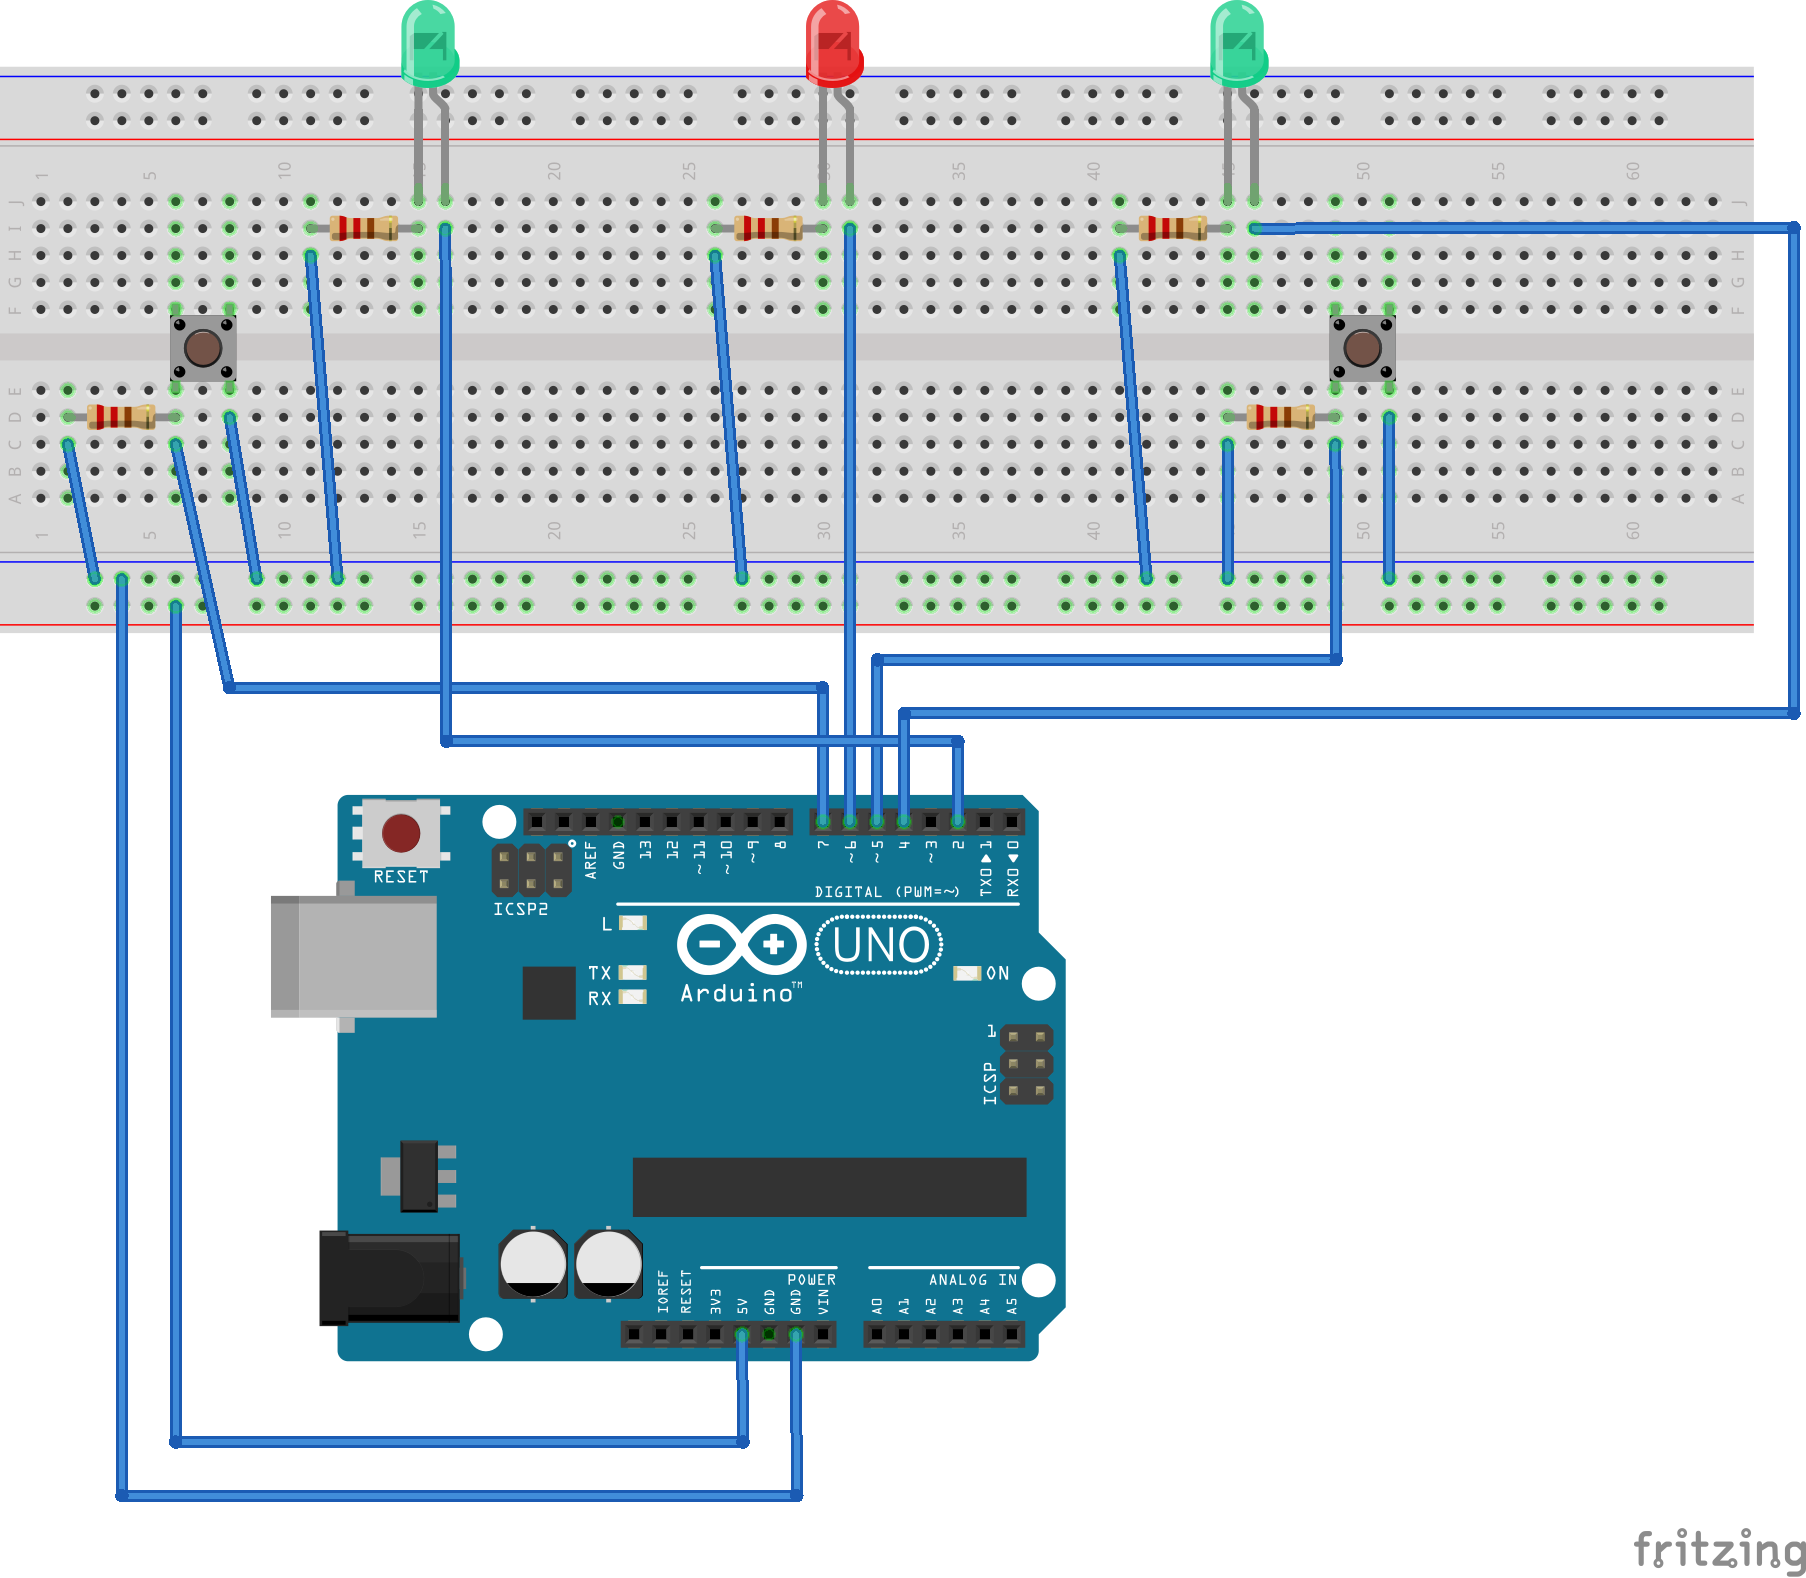 1 5 10 15 20 25 30 35 40 45 50 55 60
J J
I I
H H
G G
F F
E E
D D
C C
B B
A A
1 5 10 15 20 25 30 35 40 45 50 55 60
RESET
ICSP2
AREF GND 13 12 ~11 ~10 ~9 8 7 ~6 ~5 4 ~3 2 TX0▶1 RX0◀0
DIGITAL (PWM=~)
L
TX
RX
UNO
Arduino™
ON
1
ICSP
POWER
ANALOG IN
IOREF RESET 3V3 5V GND GND VIN A0 A1 A2 A3 A4 A5
fritzing